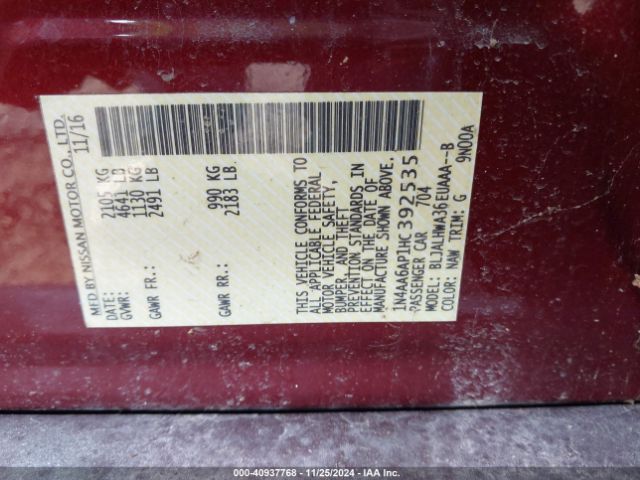 MFD BY NISSAN MOTOR CO., LTD.
DATE: 11/16
GVWR: 2105 KG
4641 LB
GAWR FR: 1130 KG
2491 LB
GAWR RR: 990 KG
2183 LB
THIS VEHICLE CONFORMS TO
ALL APPLICABLE FEDERAL
MOTOR VEHICLE SAFETY,
BUMPER, AND THEFT
PREVENTION STANDARDS IN
EFFECT ON THE DATE OF
MANUFACTURE SHOWN ABOVE.
1N4AA6AP1HC392535
PASSENGER CAR 704
MODEL: BLJALHWA36EUAAA--B
COLOR: NAW TRIM: G 9N00A
000-40937768 - 11/25/2024 - IAA Inc.